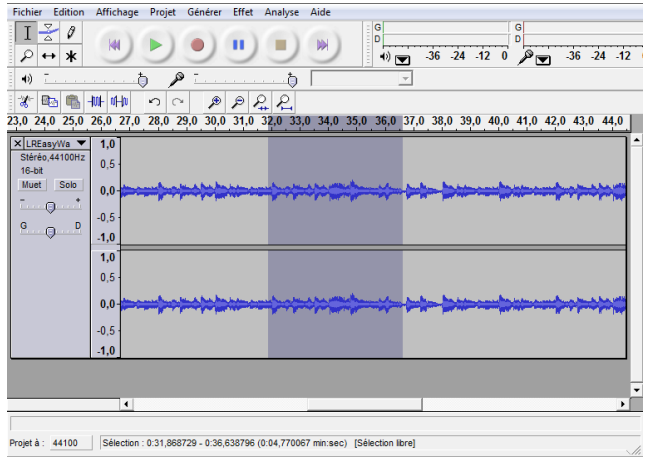 Fichier Edition Affichage Projet Générer Effet Analyse Aide
G G
D D
-36 -24 -12 0 -36 -24 -12
23,0 24,0 25,0 26,0 27,0 28,0 29,0 30,0 31,0 32,0 33,0 34,0 35,0 36,0 37,0 38,0 39,0 40,0 41,0 42,0 43,0 44,0
X LREasyWa 1,0
Stéréo,44100Hz
16-bit 0,5
Muet Solo 0,0
- +
-0,5
G D
-1,0
1,0
0,5
0,0
-0,5
-1,0
Projet à : 44100 Sélection : 0:31,868729 - 0:36,638796 (0:04,770067 min:sec) [Sélection libre]